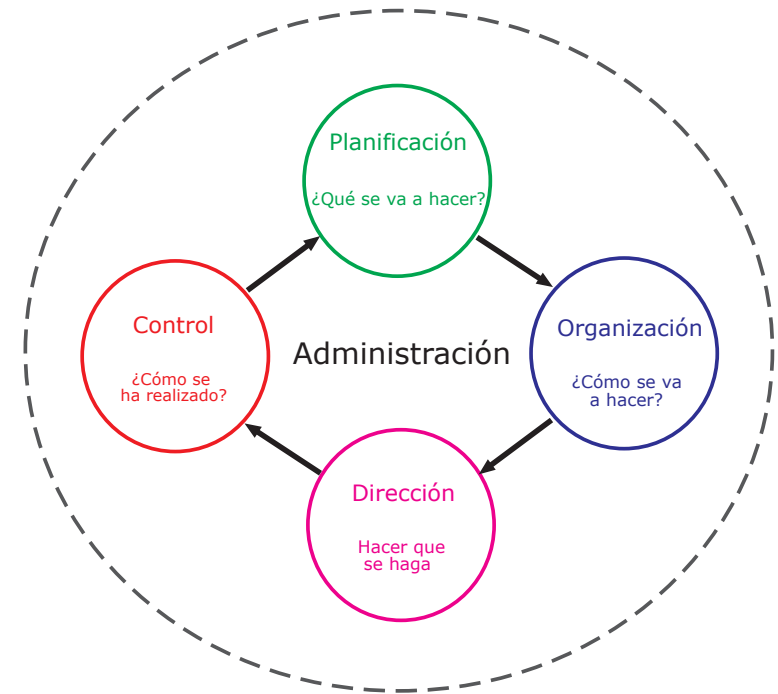 Planificación
¿Qué se va a hacer?
Control
¿Cómo se
ha realizado?
Administración
Organización
¿Cómo se va
a hacer?
Dirección
Hacer que
se haga